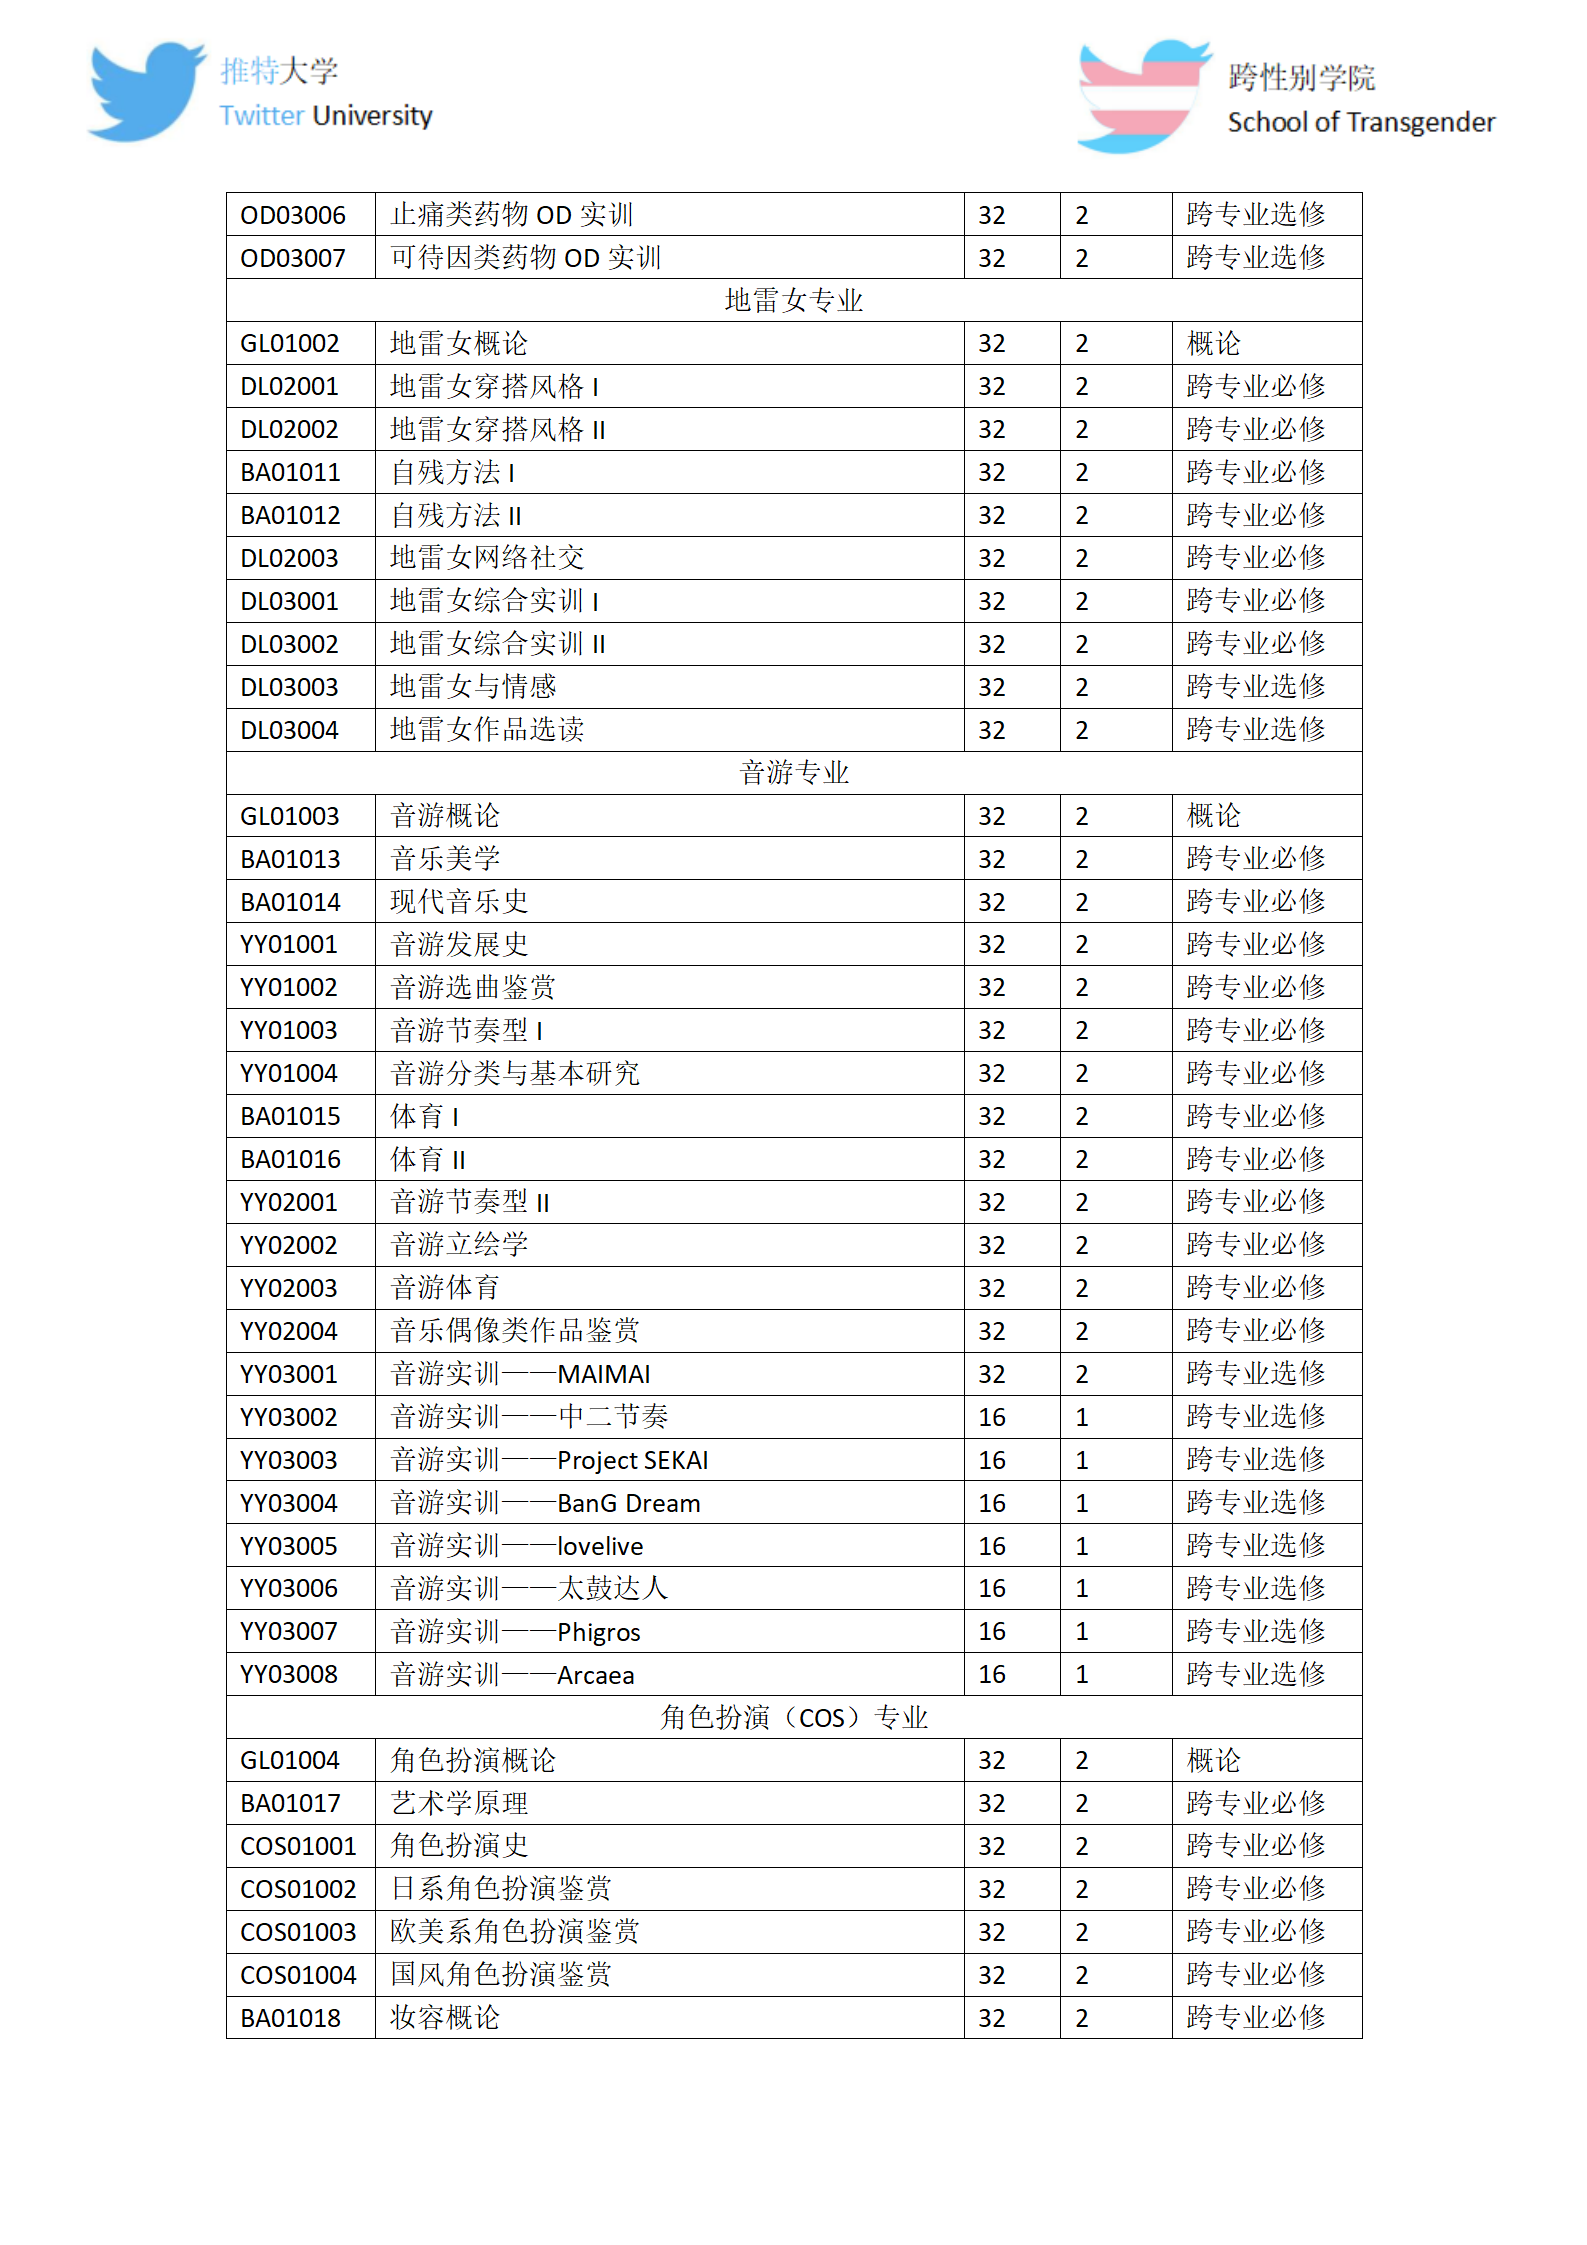 推特大学
Twitter University
跨性别学院
School of Transgender
OD03006 止痛类药物 OD 实训 32 2 跨专业选修
OD03007 可待因类药物 OD 实训 32 2 跨专业选修
地雷女专业
GL01002 地雷女概论 32 2 概论
DL02001 地雷女穿搭风格 I 32 2 跨专业必修
DL02002 地雷女穿搭风格 II 32 2 跨专业必修
BA01011 自残方法 I 32 2 跨专业必修
BA01012 自残方法 II 32 2 跨专业必修
DL02003 地雷女网络社交 32 2 跨专业必修
DL03001 地雷女综合实训 I 32 2 跨专业必修
DL03002 地雷女综合实训 II 32 2 跨专业必修
DL03003 地雷女与情感 32 2 跨专业选修
DL03004 地雷女作品选读 32 2 跨专业选修
音游专业
GL01003 音游概论 32 2 概论
BA01013 音乐美学 32 2 跨专业必修
BA01014 现代音乐史 32 2 跨专业必修
YY01001 音游发展史 32 2 跨专业必修
YY01002 音游选曲鉴赏 32 2 跨专业必修
YY01003 音游节奏型 I 32 2 跨专业必修
YY01004 音游分类与基本研究 32 2 跨专业必修
BA01015 体育 I 32 2 跨专业必修
BA01016 体育 II 32 2 跨专业必修
YY02001 音游节奏型 II 32 2 跨专业必修
YY02002 音游立绘学 32 2 跨专业必修
YY02003 音游体育 32 2 跨专业必修
YY02004 音乐偶像类作品鉴赏 32 2 跨专业必修
YY03001 音游实训——MAIMAI 32 2 跨专业选修
YY03002 音游实训——中二节奏 16 1 跨专业选修
YY03003 音游实训——Project SEKAI 16 1 跨专业选修
YY03004 音游实训——BanG Dream 16 1 跨专业选修
YY03005 音游实训——lovelive 16 1 跨专业选修
YY03006 音游实训——太鼓达人 16 1 跨专业选修
YY03007 音游实训——Phigros 16 1 跨专业选修
YY03008 音游实训——Arcaea 16 1 跨专业选修
角色扮演（COS）专业
GL01004 角色扮演概论 32 2 概论
BA01017 艺术学原理 32 2 跨专业必修
COS01001 角色扮演史 32 2 跨专业必修
COS01002 日系角色扮演鉴赏 32 2 跨专业必修
COS01003 欧美系角色扮演鉴赏 32 2 跨专业必修
COS01004 国风角色扮演鉴赏 32 2 跨专业必修
BA01018 妆容概论 32 2 跨专业必修